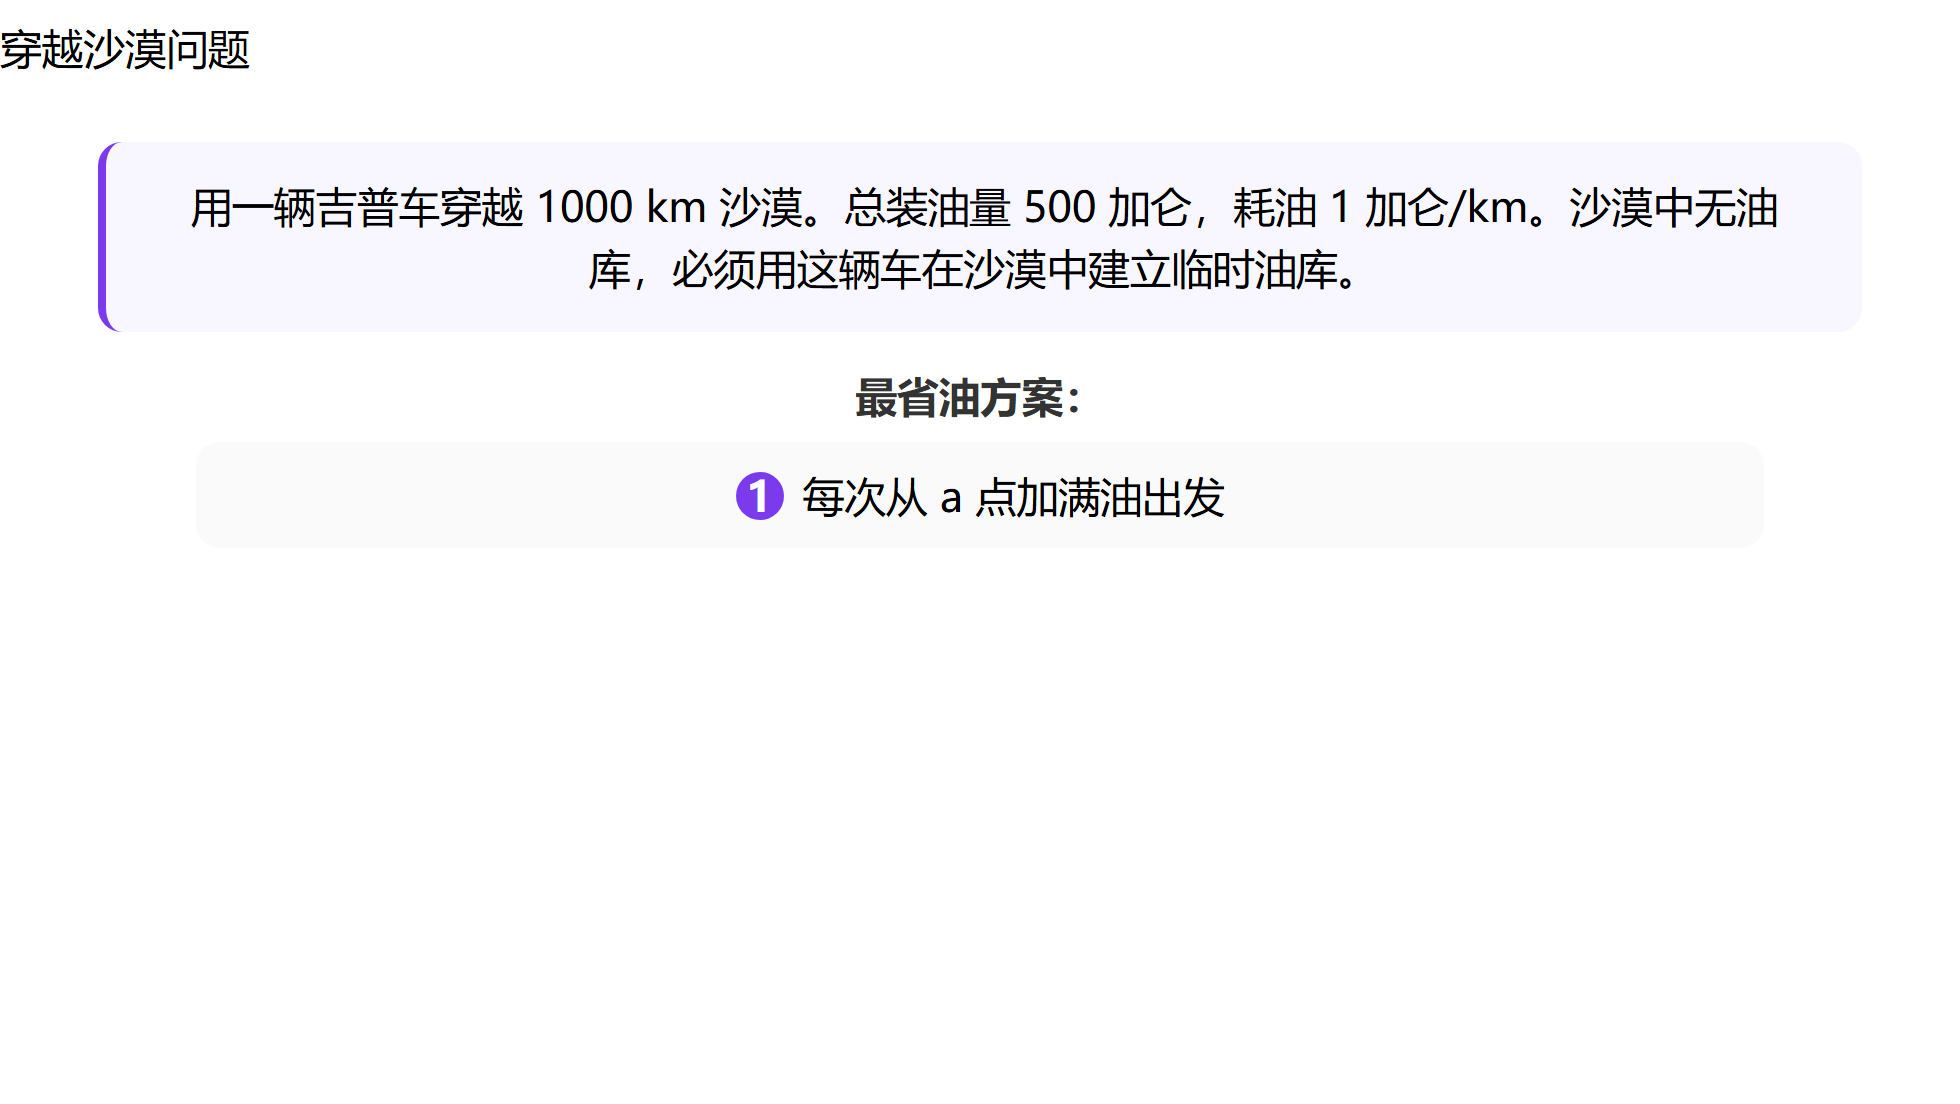 穿越沙漠问题
用一辆吉普车穿越 1000 km 沙漠。总装油量 500 加仑，耗油 1 加仑/km。沙漠中无油
库，必须用这辆车在沙漠中建立临时油库。
最省油方案：
1 每次从 a 点加满油出发